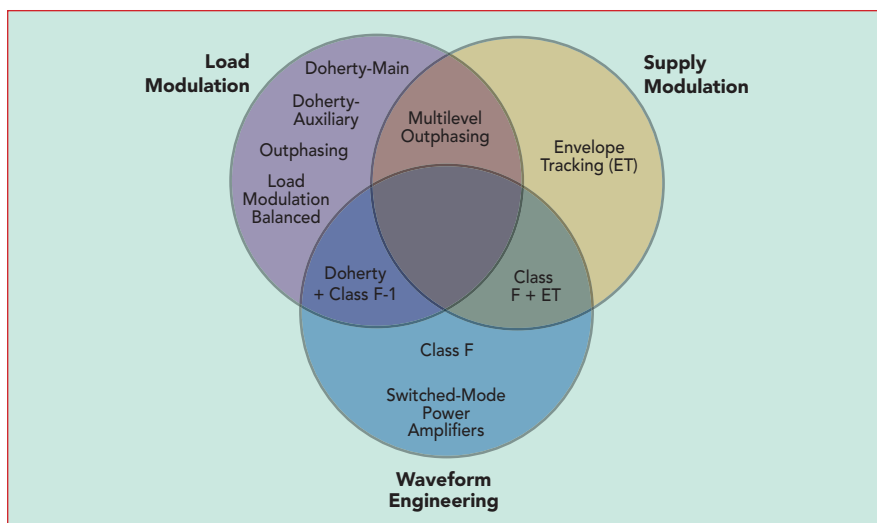 Load
Modulation
Doherty-Main
Doherty-
Auxiliary
Outphasing
Load
Modulation
Balanced
Multilevel
Outphasing
Supply
Modulation
Envelope
Tracking (ET)
Doherty
+ Class F-1
Class
F + ET
Class F
Switched-Mode
Power
Amplifiers
Waveform
Engineering